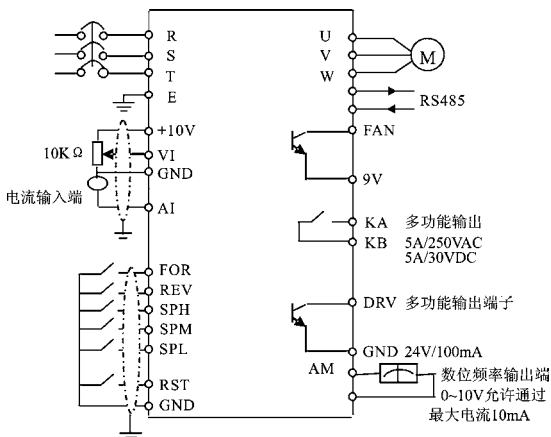 R
S
T
E
+10V
10KΩ
VI
GND
电流输入端
AI
FOR
REV
SPH
SPM
SPL
RST
GND
U
V
W
M
RS485
FAN
9V
KA 多功能输出
KB 5A/250VAC
5A/30VDC
DRV 多功能输出端子
GND 24V/100mA
AM
数位频率输出端
0~10V允许通过
最大电流10mA